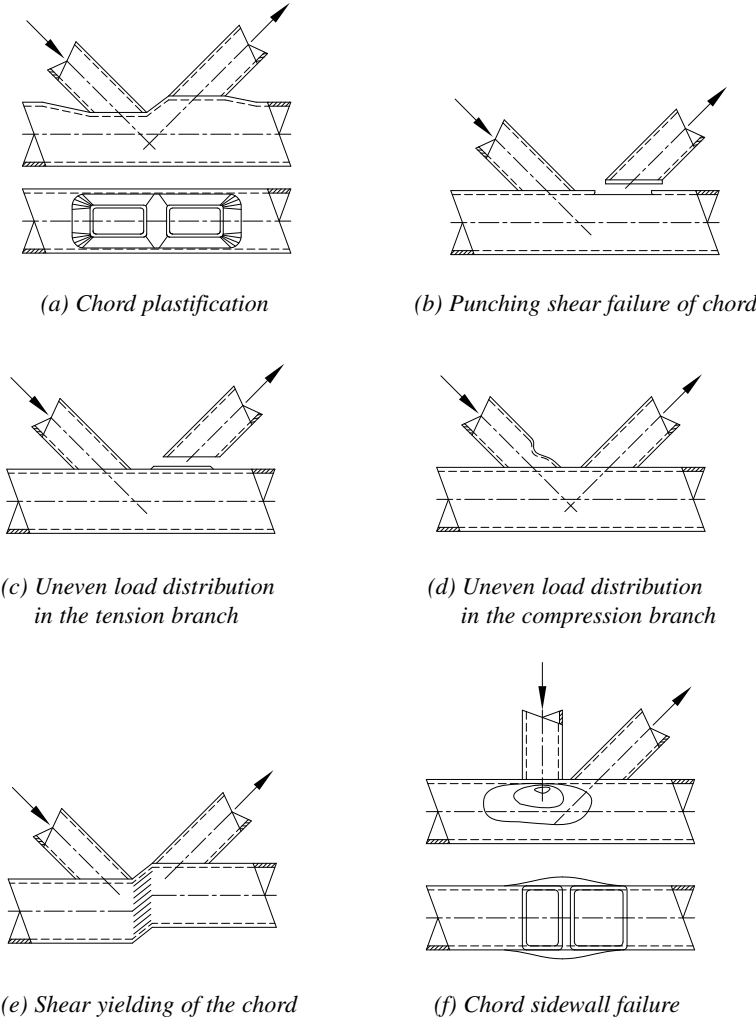 (a) Chord plastification
(b) Punching shear failure of chord
(c) Uneven load distribution
in the tension branch
(d) Uneven load distribution
in the compression branch
(e) Shear yielding of the chord
(f) Chord sidewall failure